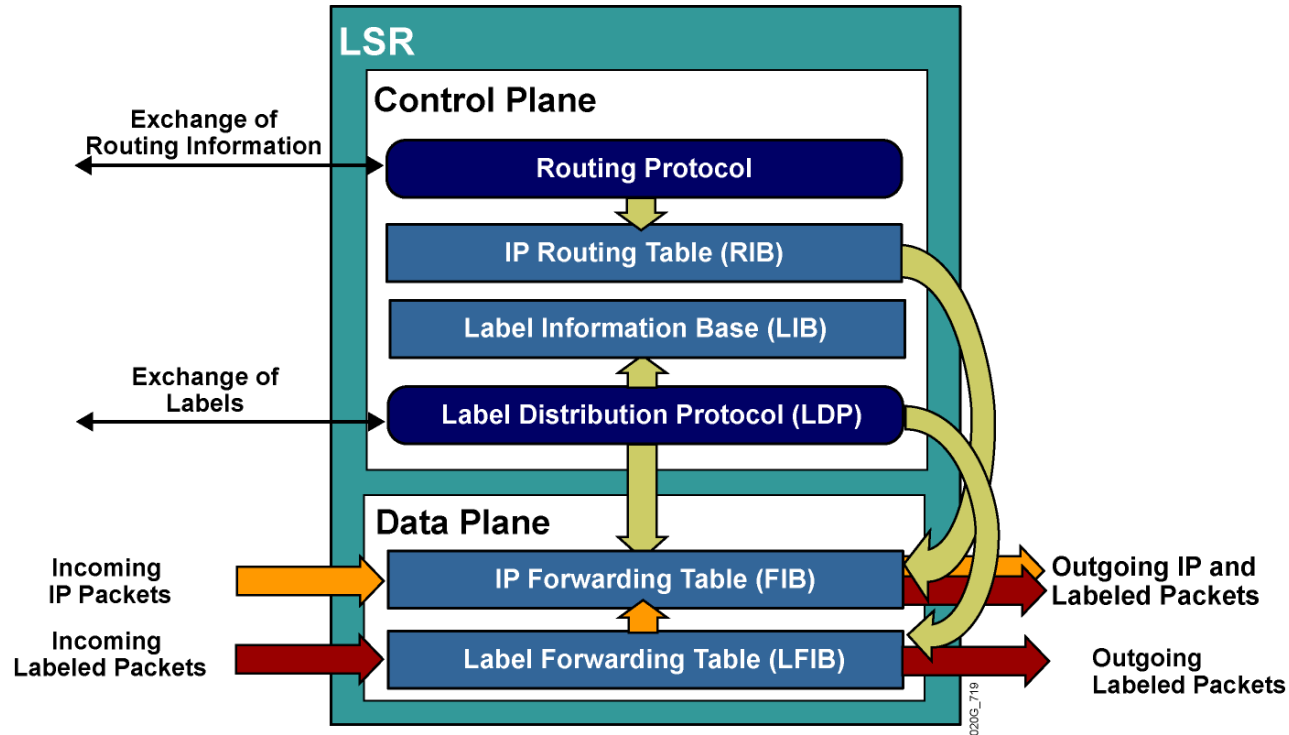 LSR
Control Plane
Exchange of
Routing Information
Routing Protocol
IP Routing Table (RIB)
Label Information Base (LIB)
Exchange of
Labels
Label Distribution Protocol (LDP)
Data Plane
Incoming
IP Packets
IP Forwarding Table (FIB)
Outgoing IP and
Labeled Packets
Incoming
Labeled Packets
Label Forwarding Table (LFIB)
Outgoing
Labeled Packets
020G_719